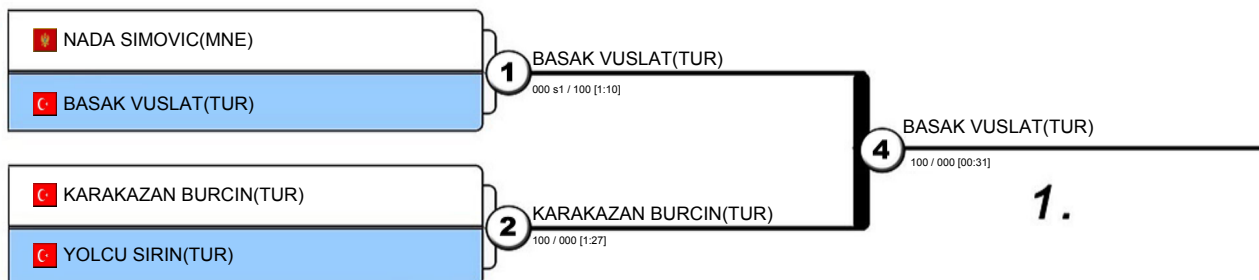 NADA SIMOVIC(MNE)
BASAK VUSLAT(TUR)
1
BASAK VUSLAT(TUR)
000 s1 / 100 [1:10]
KARAKAZAN BURCIN(TUR)
YOLCU SIRIN(TUR)
2
KARAKAZAN BURCIN(TUR)
100 / 000 [1:27]
4
BASAK VUSLAT(TUR)
100 / 000 [00:31]
1.